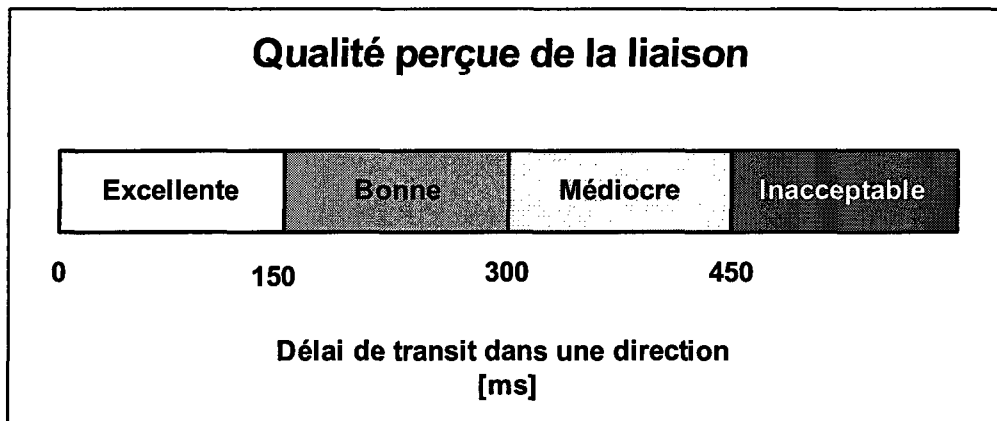 Qualité perçue de la liaison
Excellente Bonne Médiocre Inacceptable
0 150 300 450
Délai de transit dans une direction
[ms]